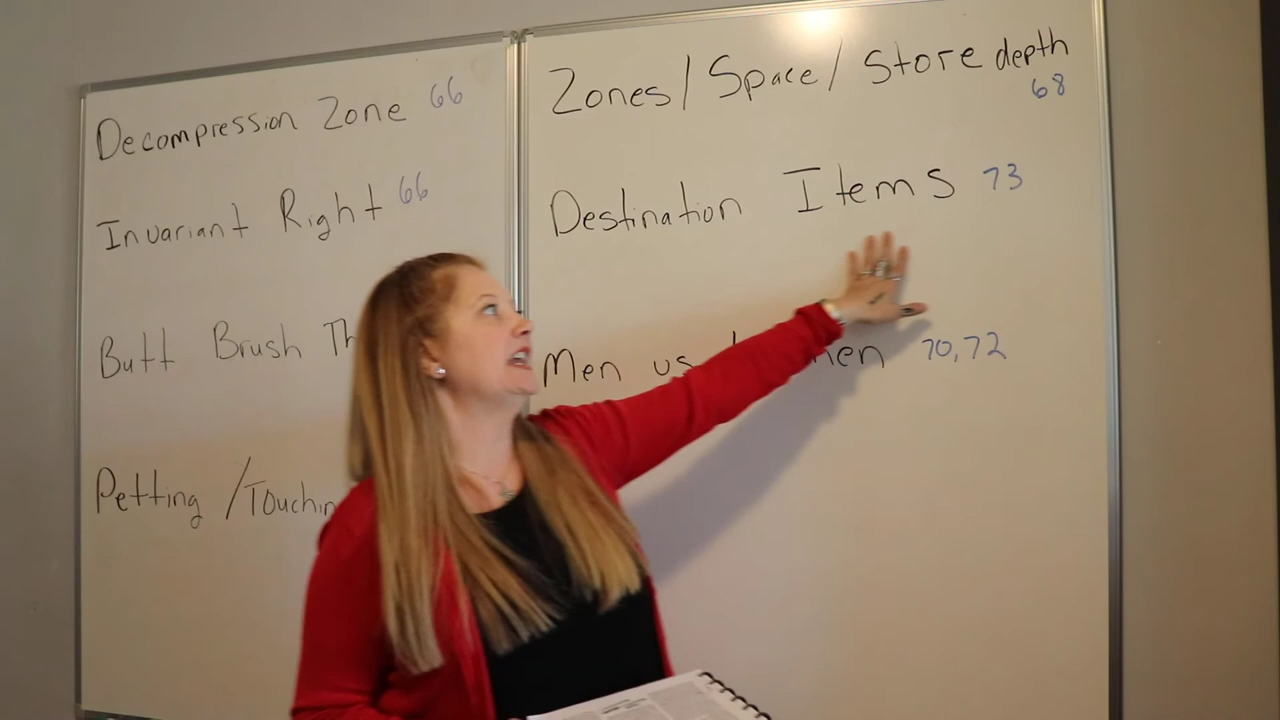 Decompression Zone 66
Invariant Right 66
Butt Brush Th
Petting /Touchin
Zones/Space/Store depth
68
Destination Items 73
Men 70,72